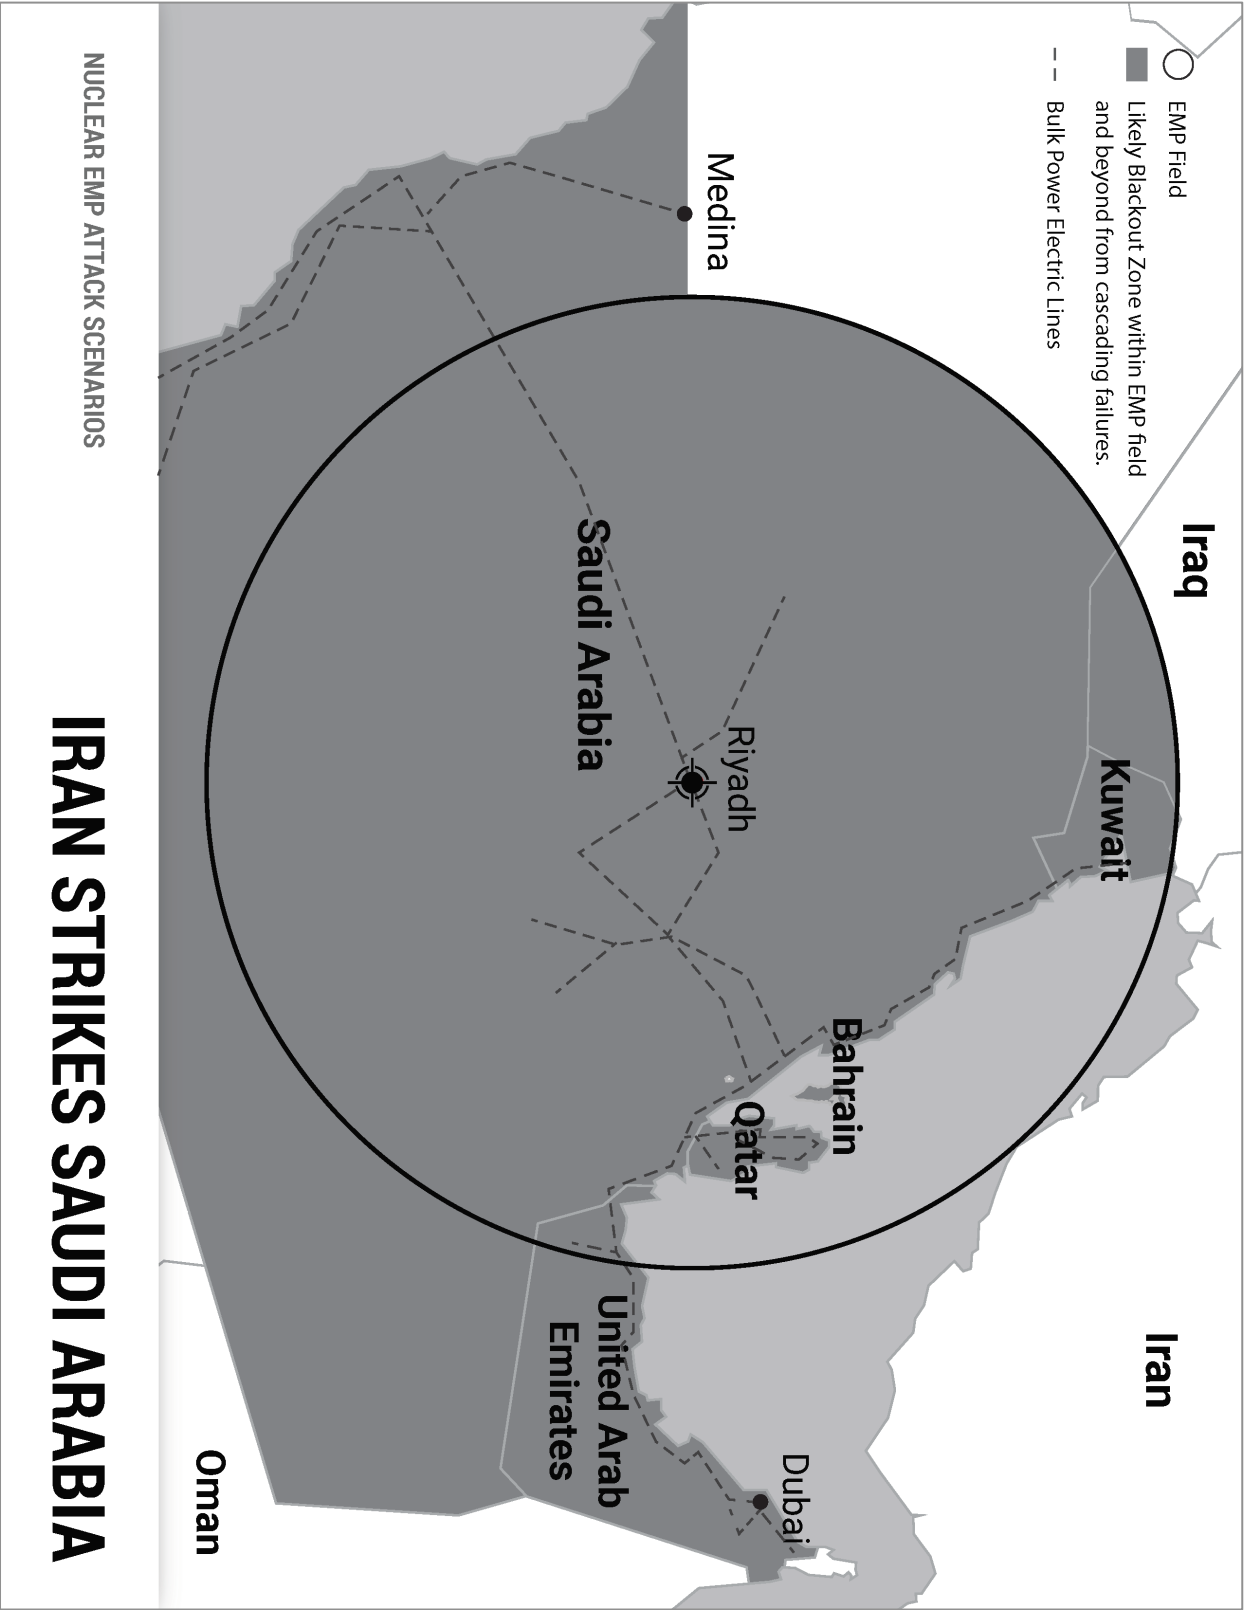 EMP Field
Likely Blackout Zone within EMP field
and beyond from cascading failures.
Bulk Power Electric Lines
Iraq
Iran
Kuwait
Medina
Riyadh
Saudi Arabia
Bahrain
Qatar
United Arab
Emirates
Dubai
Oman
NUCLEAR EMP ATTACK SCENARIOS
IRAN STRIKES SAUDI ARABIA